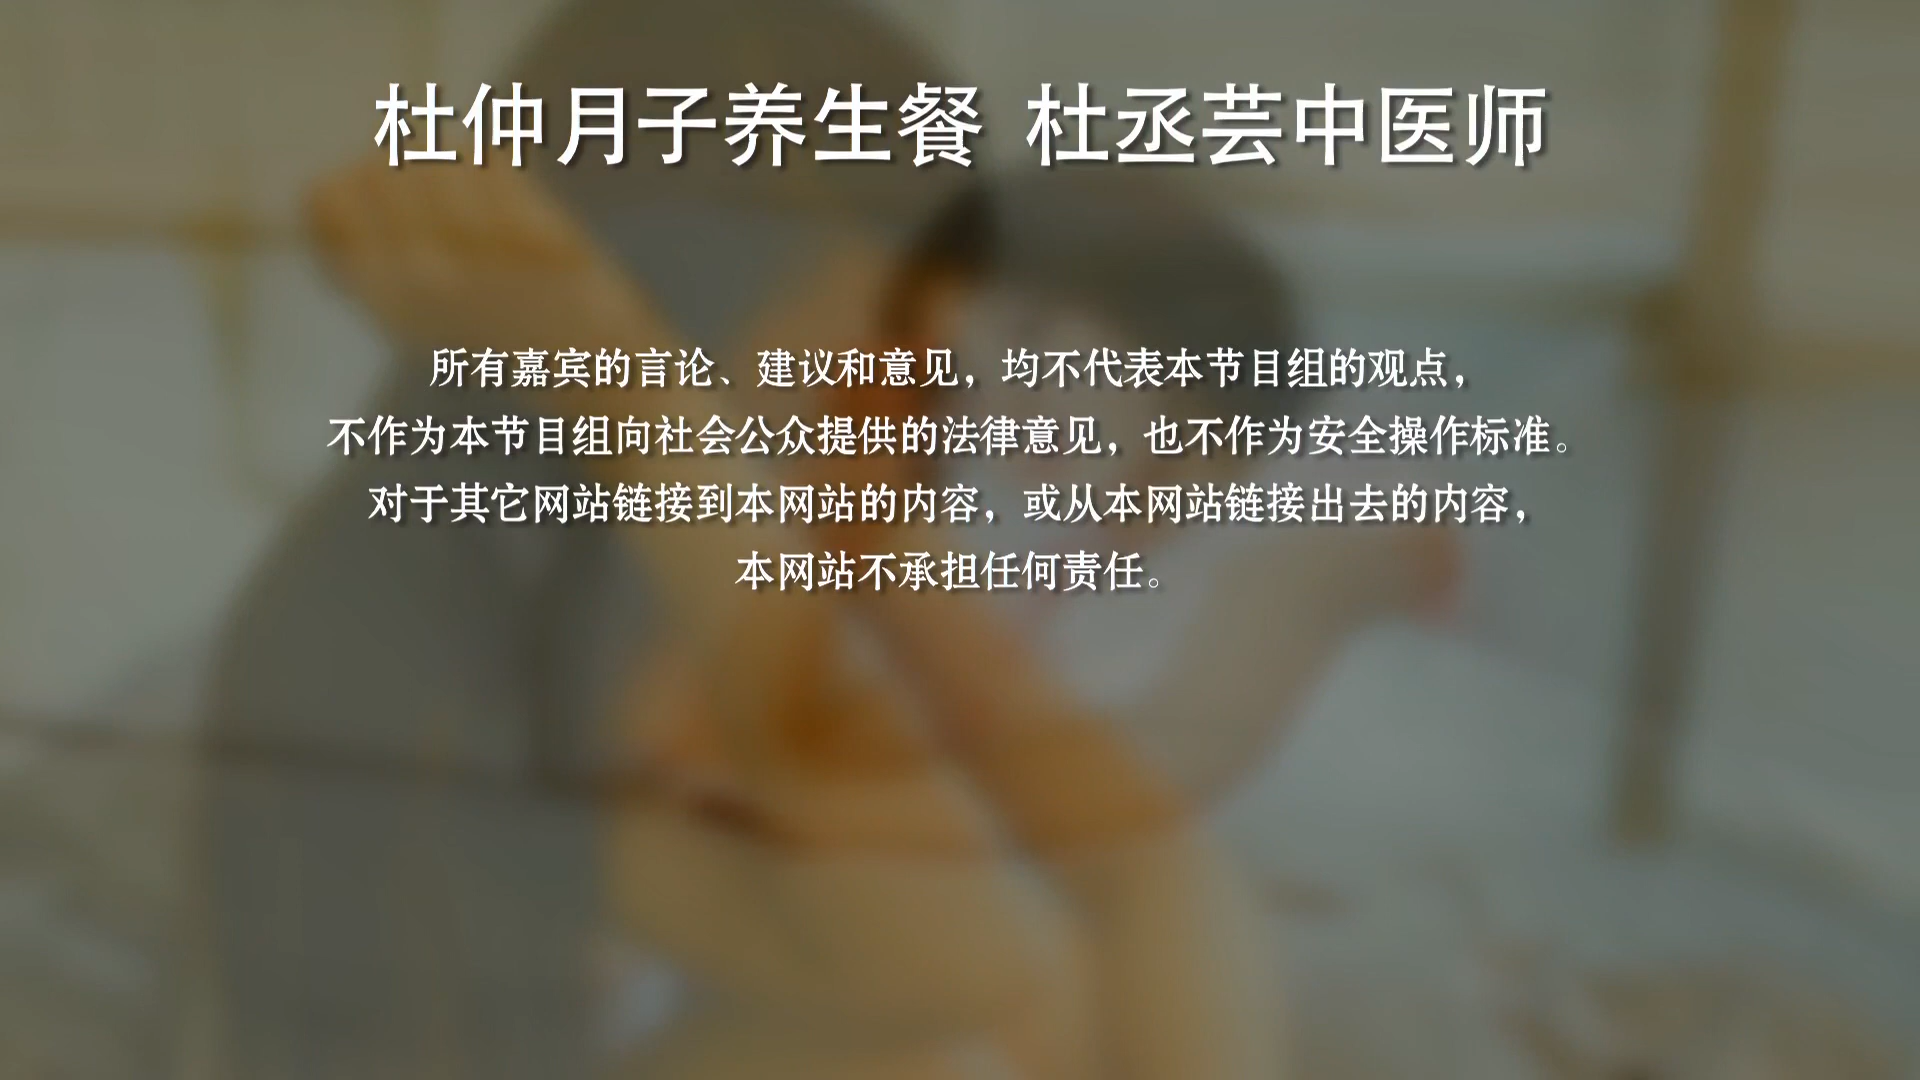 杜仲月子养生餐 杜丞芸中医师
所有嘉宾的言论、建议和意见，均不代表本节目组的观点，
不作为本节目组向社会公众提供的法律意见，也不作为安全操作标准。
对于其它网站链接到本网站的内容，或从本网站链接出去的内容，
本网站不承担任何责任。